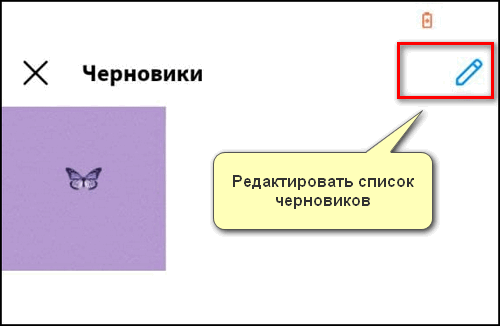 Черновики
Редактировать список
черновиков